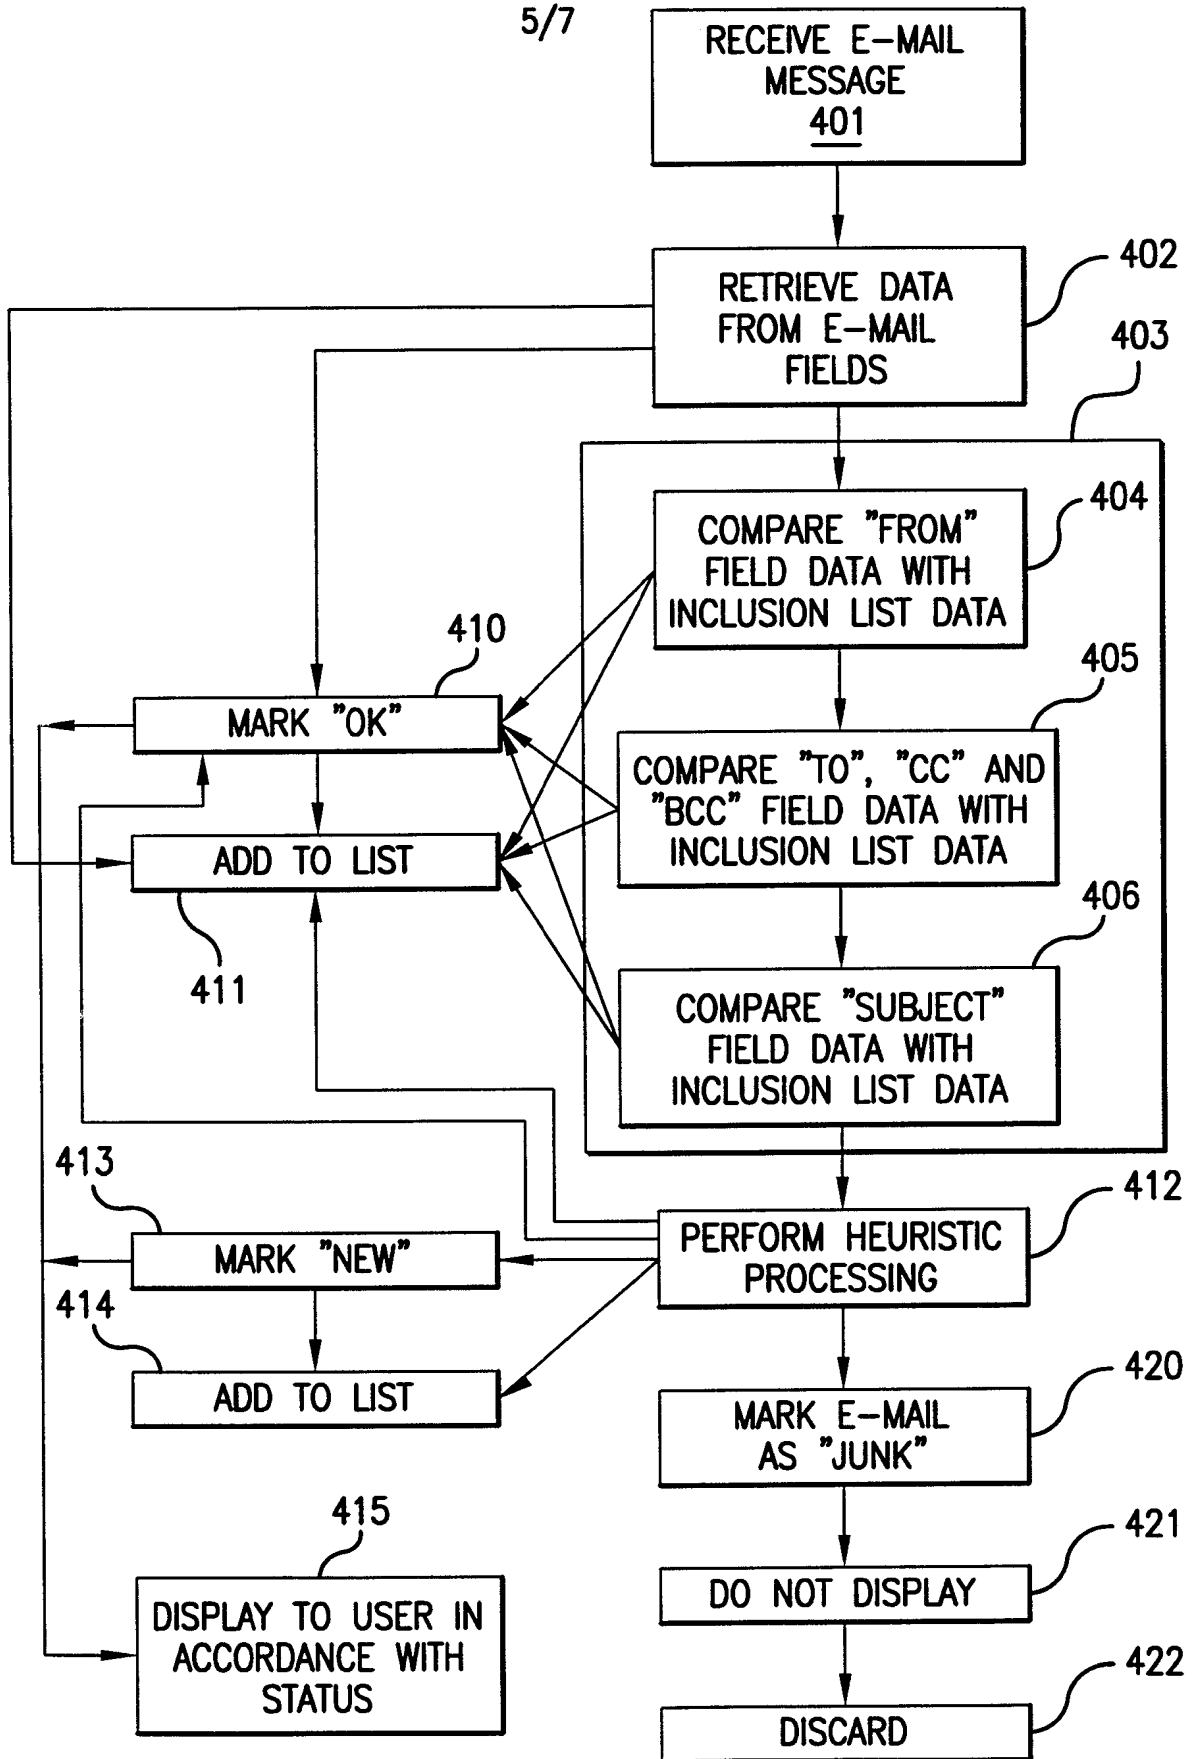 5/7
RECEIVE E-MAIL
MESSAGE
401
402
RETRIEVE DATA
FROM E-MAIL
FIELDS
403
404
COMPARE "FROM"
FIELD DATA WITH
INCLUSION LIST DATA
410
MARK "OK"
405
COMPARE "TO", "CC" AND
"BCC" FIELD DATA WITH
INCLUSION LIST DATA
ADD TO LIST
411
406
COMPARE "SUBJECT"
FIELD DATA WITH
INCLUSION LIST DATA
413
MARK "NEW"
412
PERFORM HEURISTIC
PROCESSING
414
ADD TO LIST
420
MARK E-MAIL
AS "JUNK"
415
DISPLAY TO USER IN
ACCORDANCE WITH
STATUS
421
DO NOT DISPLAY
422
DISCARD